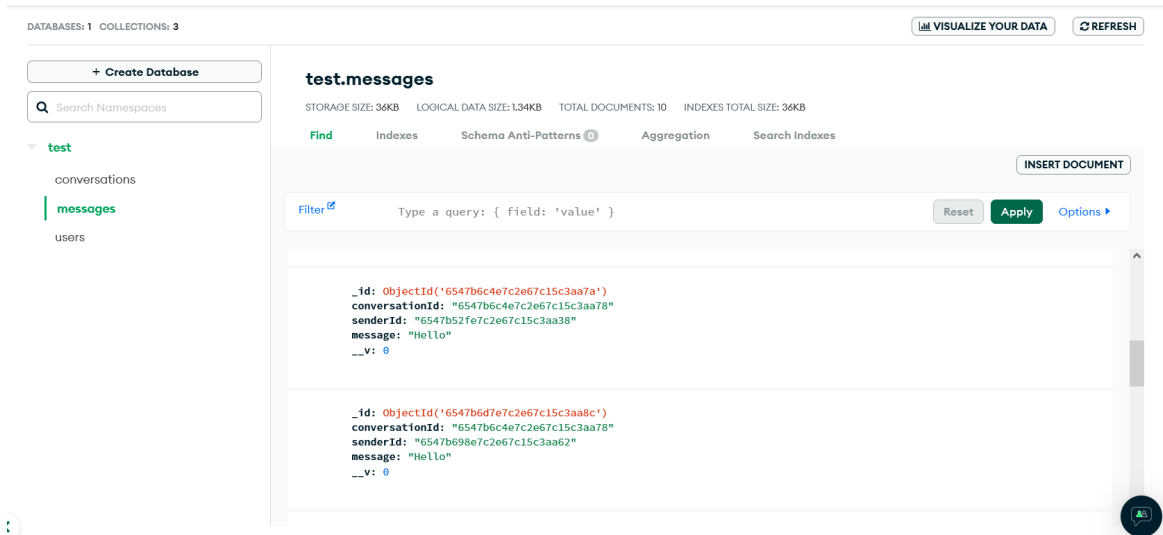 DATABASES: 1 COLLECTIONS: 3
VISUALIZE YOUR DATA
REFRESH
+ Create Database
Search Namespaces
test
conversations
messages
users
test.messages
STORAGE SIZE: 36KB LOGICAL DATA SIZE: 1.34KB TOTAL DOCUMENTS: 10 INDEXES TOTAL SIZE: 36KB
Find Indexes Schema Anti-Patterns 0 Aggregation Search Indexes
INSERT DOCUMENT
Filter Type a query: { field: 'value' } Reset Apply Options
_id: ObjectId('6547b6c4e7c2e67c15c3aa7a')
conversationId: "6547b6c4e7c2e67c15c3aa78"
senderId: "6547b52fe7c2e67c15c3aa38"
message: "Hello"
__v: 0
_id: ObjectId('6547b6d7e7c2e67c15c3aa8c')
conversationId: "6547b6c4e7c2e67c15c3aa78"
senderId: "6547b698e7c2e67c15c3aa62"
message: "Hello"
__v: 0